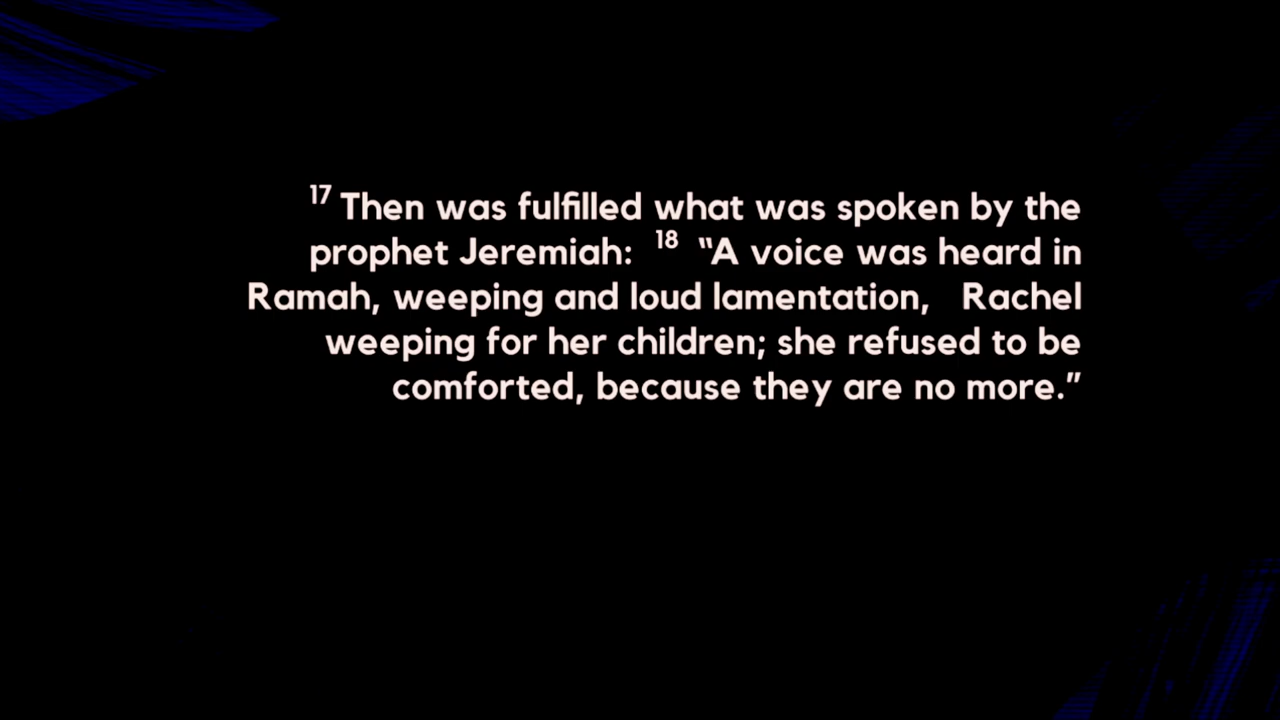 17 Then was fulfilled what was spoken by the
prophet Jeremiah: 18 “A voice was heard in
Ramah, weeping and loud lamentation, Rachel
weeping for her children; she refused to be
comforted, because they are no more.”